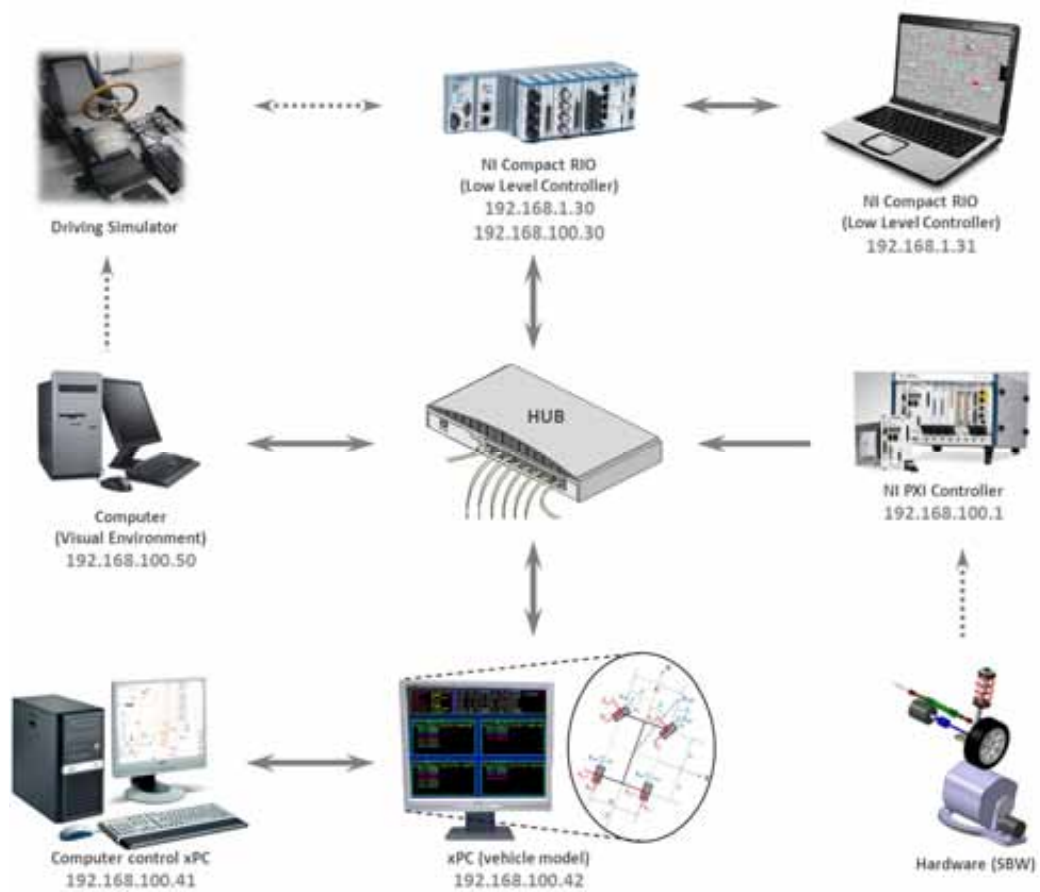 Driving Simulator
NI Compact RIO
(Low Level Controller)
192.168.1.30
192.168.100.30
NI Compact RIO
(Low Level Controller)
192.168.1.31
HUB
Computer
(Visual Environment)
192.168.100.50
NI PXI Controller
192.168.100.1
Computer control xPC
192.168.100.41
xPC (vehicle model)
192.168.100.42
Hardware (SBW)